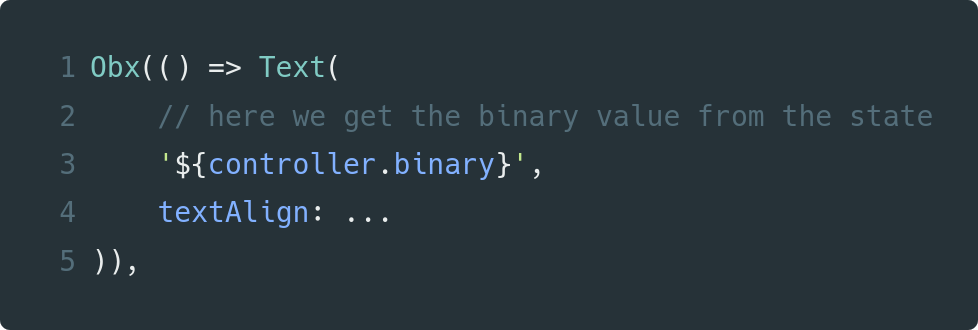 1 Obx(() => Text(
2     // here we get the binary value from the state
3     '${controller.binary}',
4     textAlign: ...
5 )),